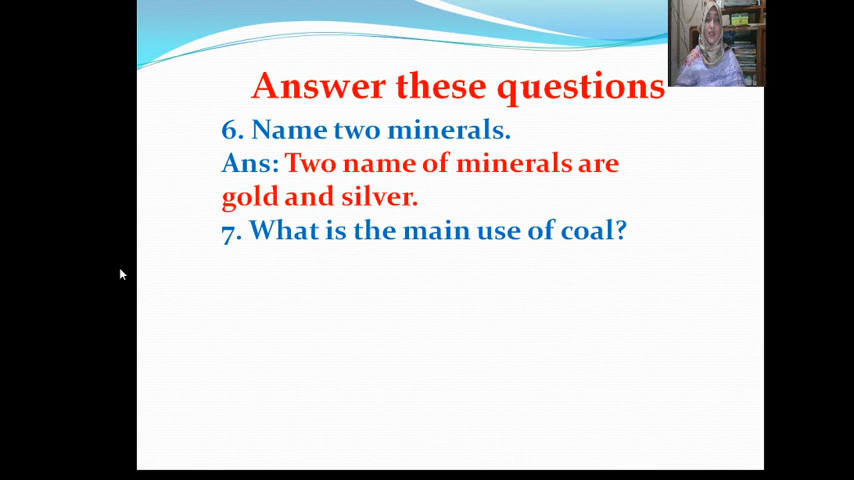 Answer these questions
6. Name two minerals.
Ans: Two name of minerals are
gold and silver.
7. What is the main use of coal?